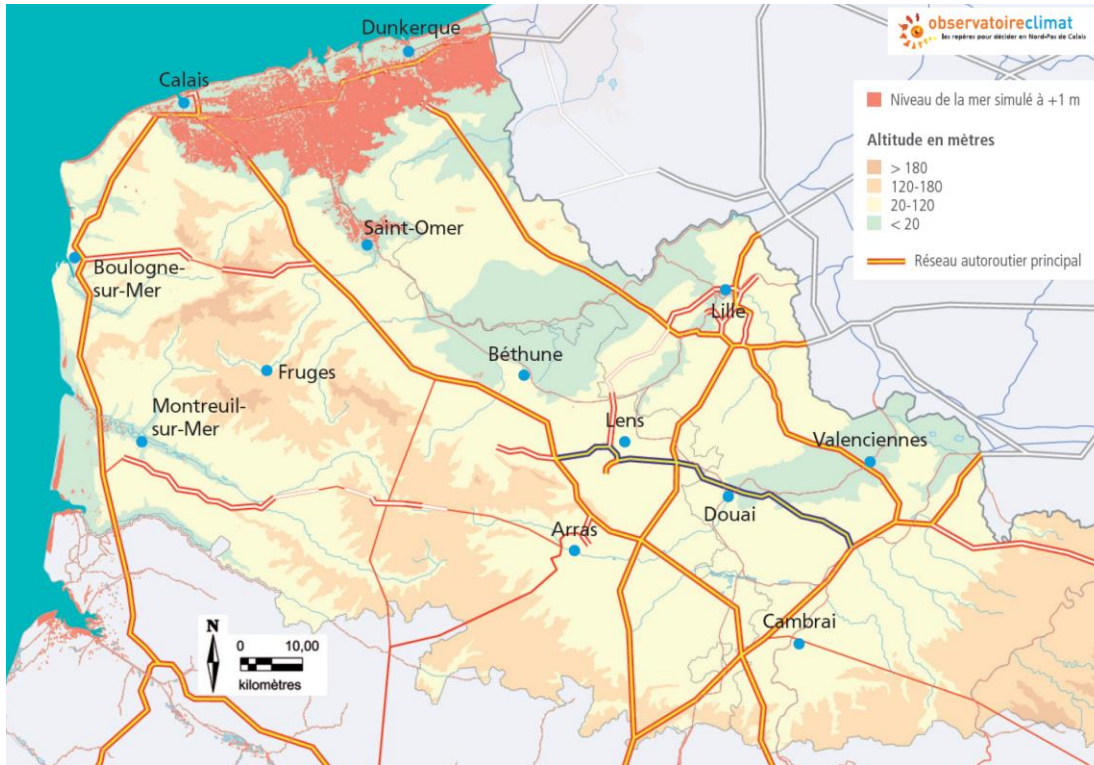 observatoireclimat
les repères pour décider en Nord-Pas de Calais
Dunkerque
Calais
Niveau de la mer simulé à +1 m
Altitude en mètres
> 180
120-180
20-120
< 20
Réseau autoroutier principal
Saint-Omer
Boulogne-
sur-Mer
Lille
Béthune
Fruges
Montreuil-
sur-Mer
Lens
Valenciennes
Douai
Arras
Cambrai
N
0 10,00
kilomètres